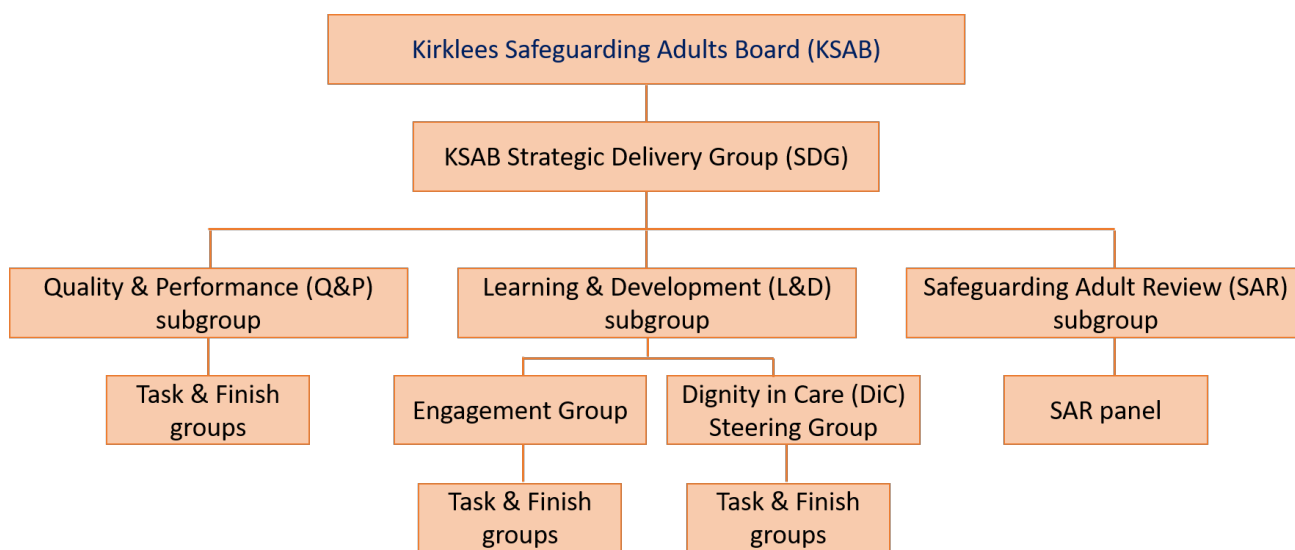 Kirklees Safeguarding Adults Board (KSAB)
KSAB Strategic Delivery Group (SDG)
Quality & Performance (Q&P)
subgroup
Learning & Development (L&D)
subgroup
Safeguarding Adult Review (SAR)
subgroup
Task & Finish
groups
Engagement Group
Dignity in Care (DiC)
Steering Group
SAR panel
Task & Finish
groups
Task & Finish
groups